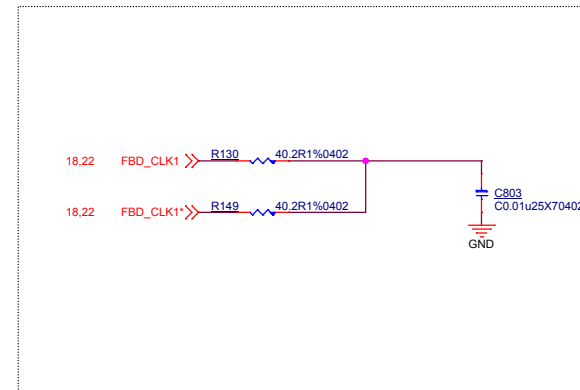 18,22 FBD_CLK1 R130 40.2R1%0402
18,22 FBD_CLK1* R149 40.2R1%0402
C803
C0.01u25X70402
GND